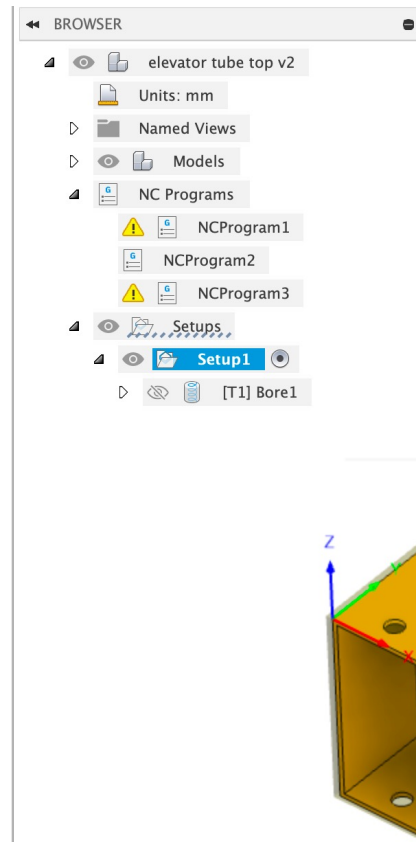 BROWSER
elevator tube top v2
Units: mm
Named Views
Models
NC Programs
NCProgram1
NCProgram2
NCProgram3
Setups
Setup1
[T1] Bore1
Z
Y
X